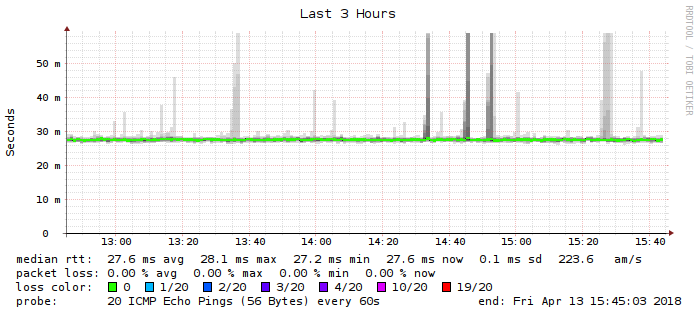 Last 3 Hours
RRDTOOL / TOBI OETIKER
Seconds
50 m
40 m
30 m
20 m
10 m
0
13:00 13:20 13:40 14:00 14:20 14:40 15:00 15:20 15:40
median rtt: 27.6 ms avg 28.1 ms max 27.2 ms min 27.6 ms now 0.1 ms sd 223.6 am/s
packet loss: 0.00 % avg 0.00 % max 0.00 % min 0.00 % now
loss color: 0 1/20 2/20 3/20 4/20 10/20 19/20
probe: 20 ICMP Echo Pings (56 Bytes) every 60s end: Fri Apr 13 15:45:03 2018